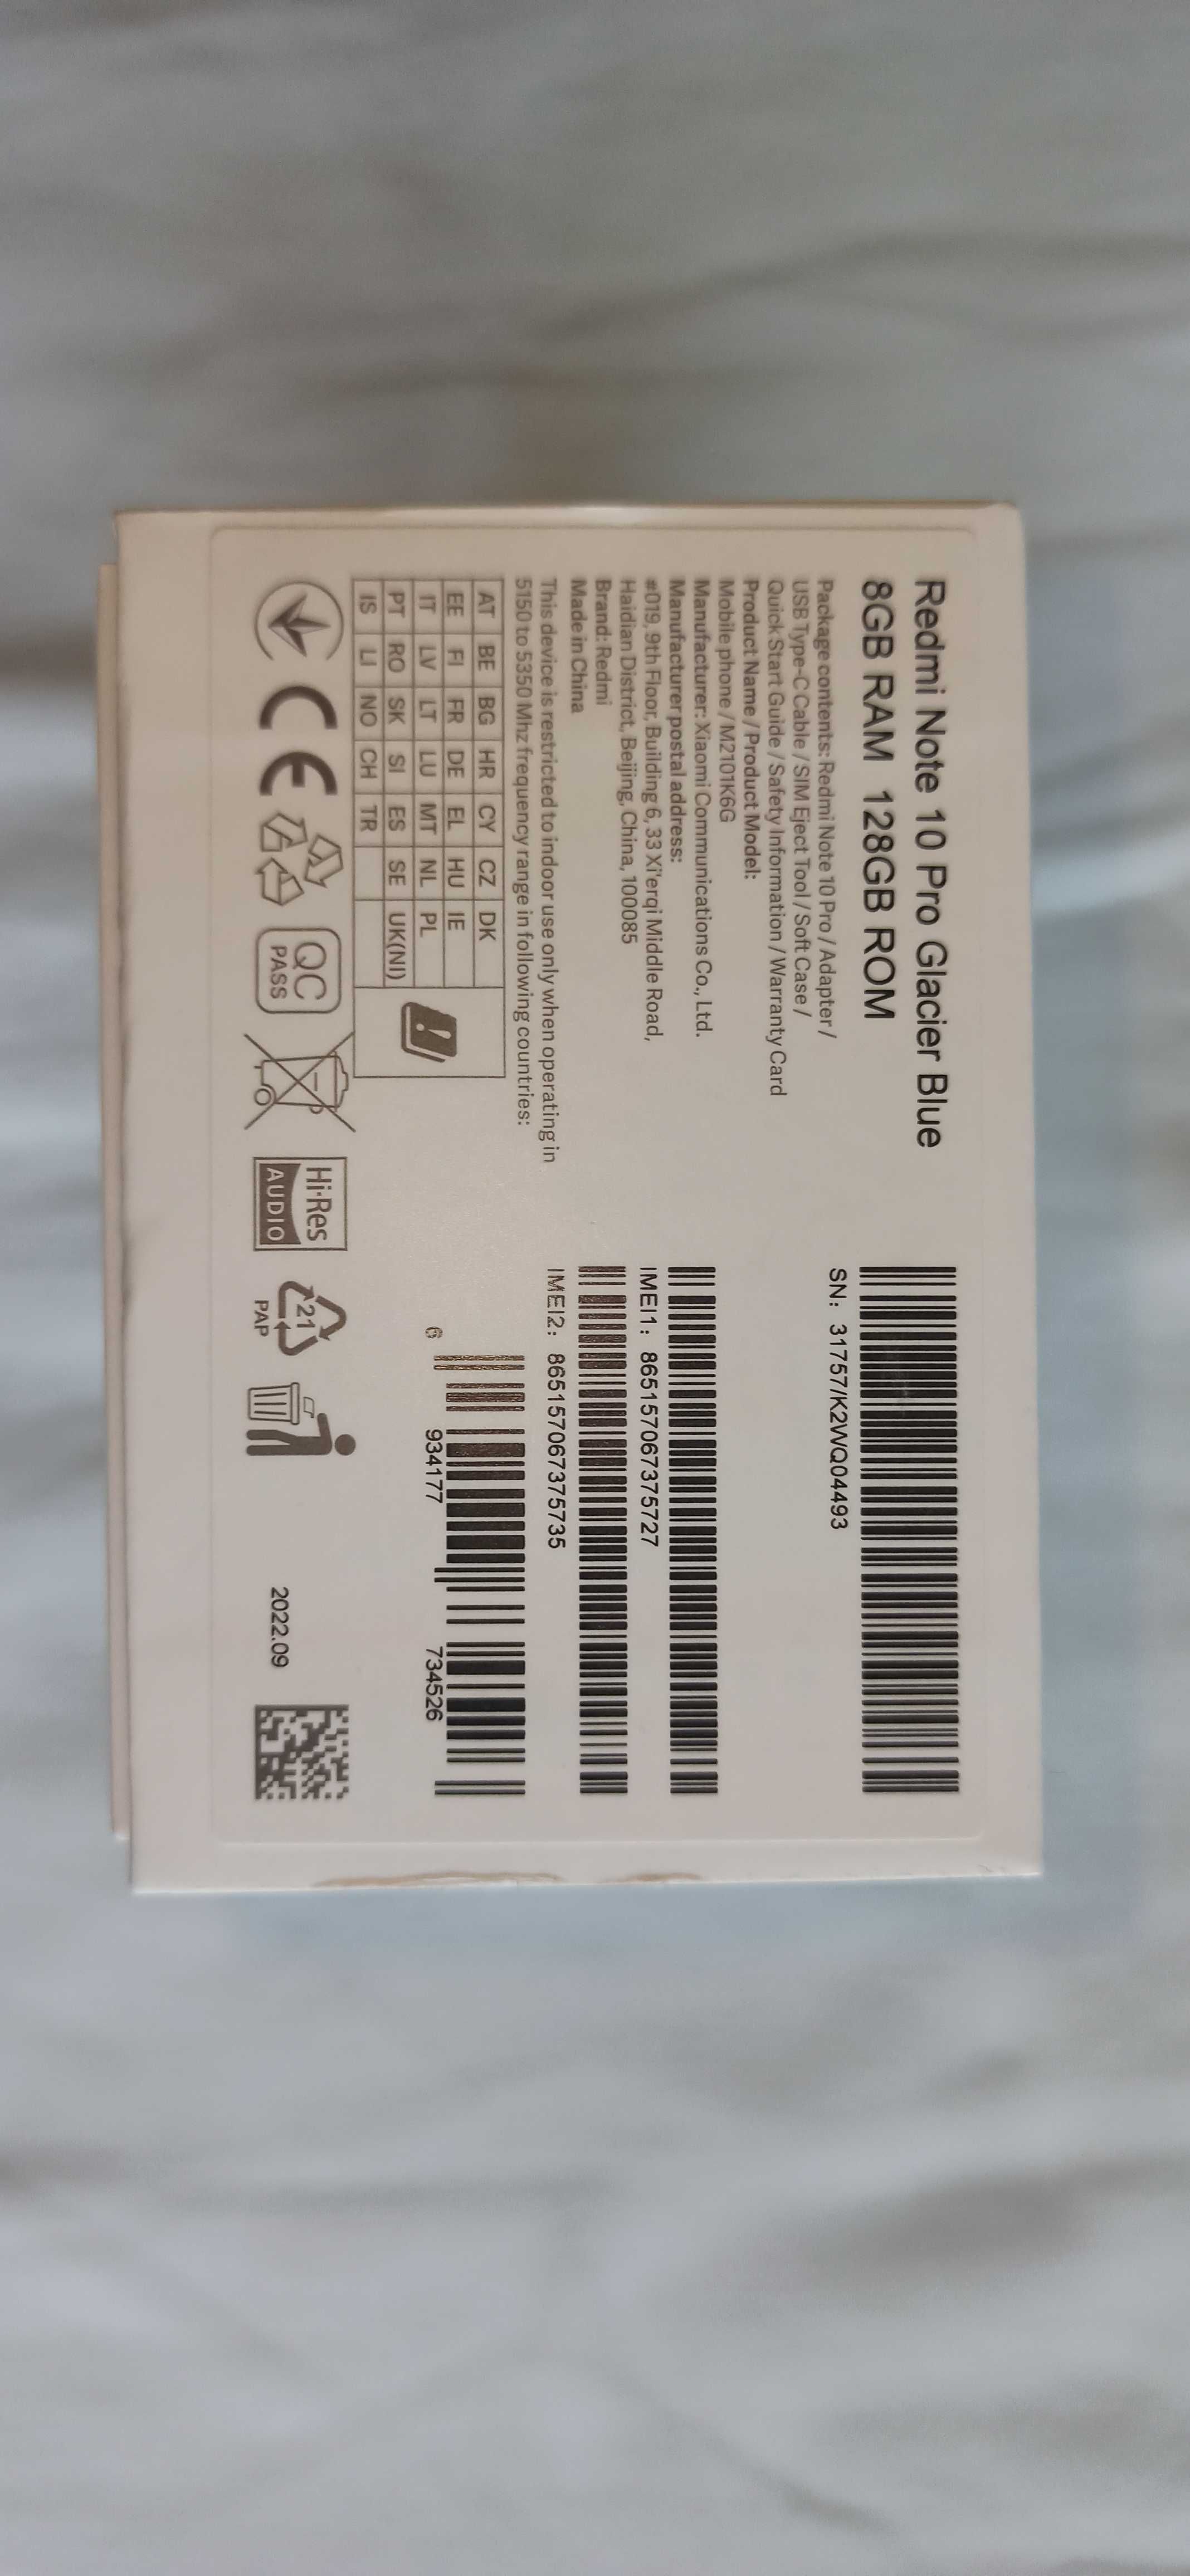 Redmi Note 10 Pro Glacier Blue
8GB RAM 128GB ROM
Package contents: Redmi Note 10 Pro / Adapter /
USB Type-C Cable / SIM Eject Tool / Soft Case /
Quick Start Guide / Safety Information / Warranty Card
Product Name / Product Model:
Mobile phone / M2101K6G
Manufacturer: Xiaomi Communications Co., Ltd.
Manufacturer postal address:
#019, 9th Floor, Building 6, 33 Xi'erqi Middle Road,
Haidian District, Beijing, China, 100085
Brand: Redmi
Made in China
This device is restricted to indoor use only when operating in
5150 to 5350 Mhz frequency range in following countries:
AT BE BG HR CY CZ DK
EE FI FR DE EL HU IE
IT LV LT LU MT NL PL
PT RO SK SI ES SE UK(NI)
IS LI NO CH TR
SN: 31757/K2WQ04493
IMEI1: 865157067375727
IMEI2: 865157067375735
6 934177 734526
CE
QC
PASS
Hi-Res
AUDIO
21
PAP
2022.09